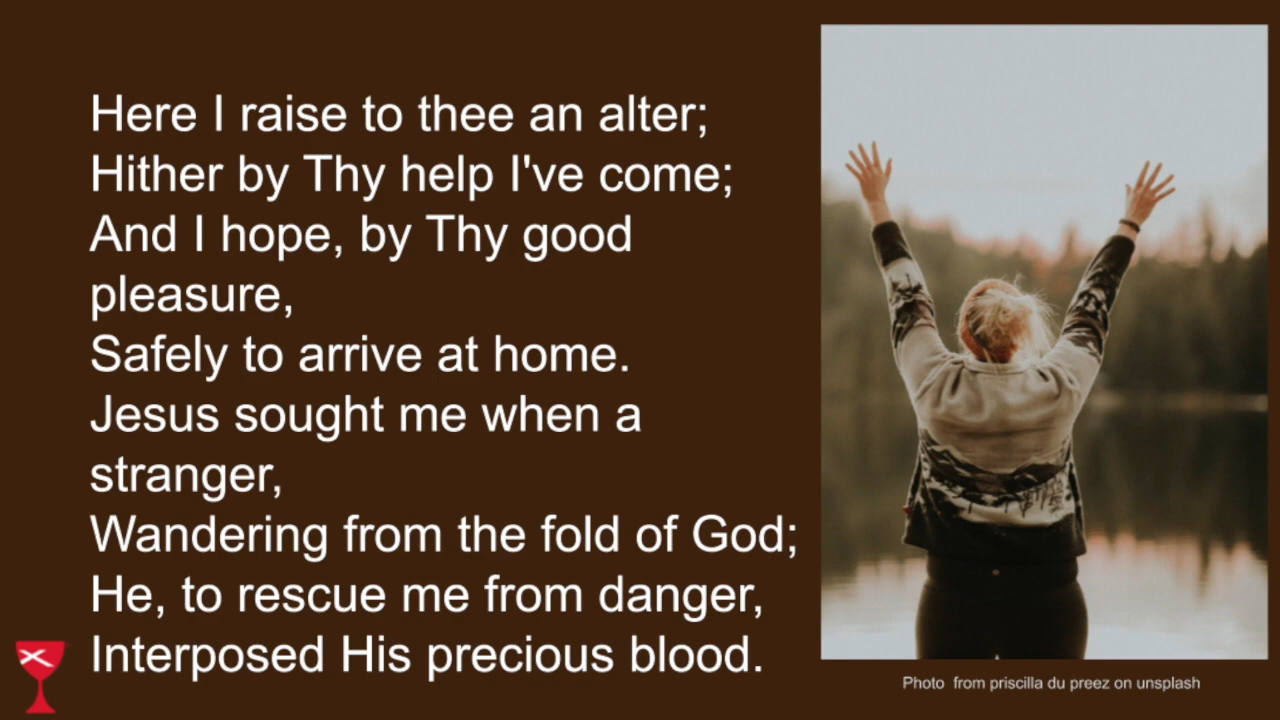 Here I raise to thee an alter;
Hither by Thy help I've come;
And I hope, by Thy good
pleasure,
Safely to arrive at home.
Jesus sought me when a
stranger,
Wandering from the fold of God;
He, to rescue me from danger,
Interposed His precious blood.
Photo from priscilla du preez on unsplash